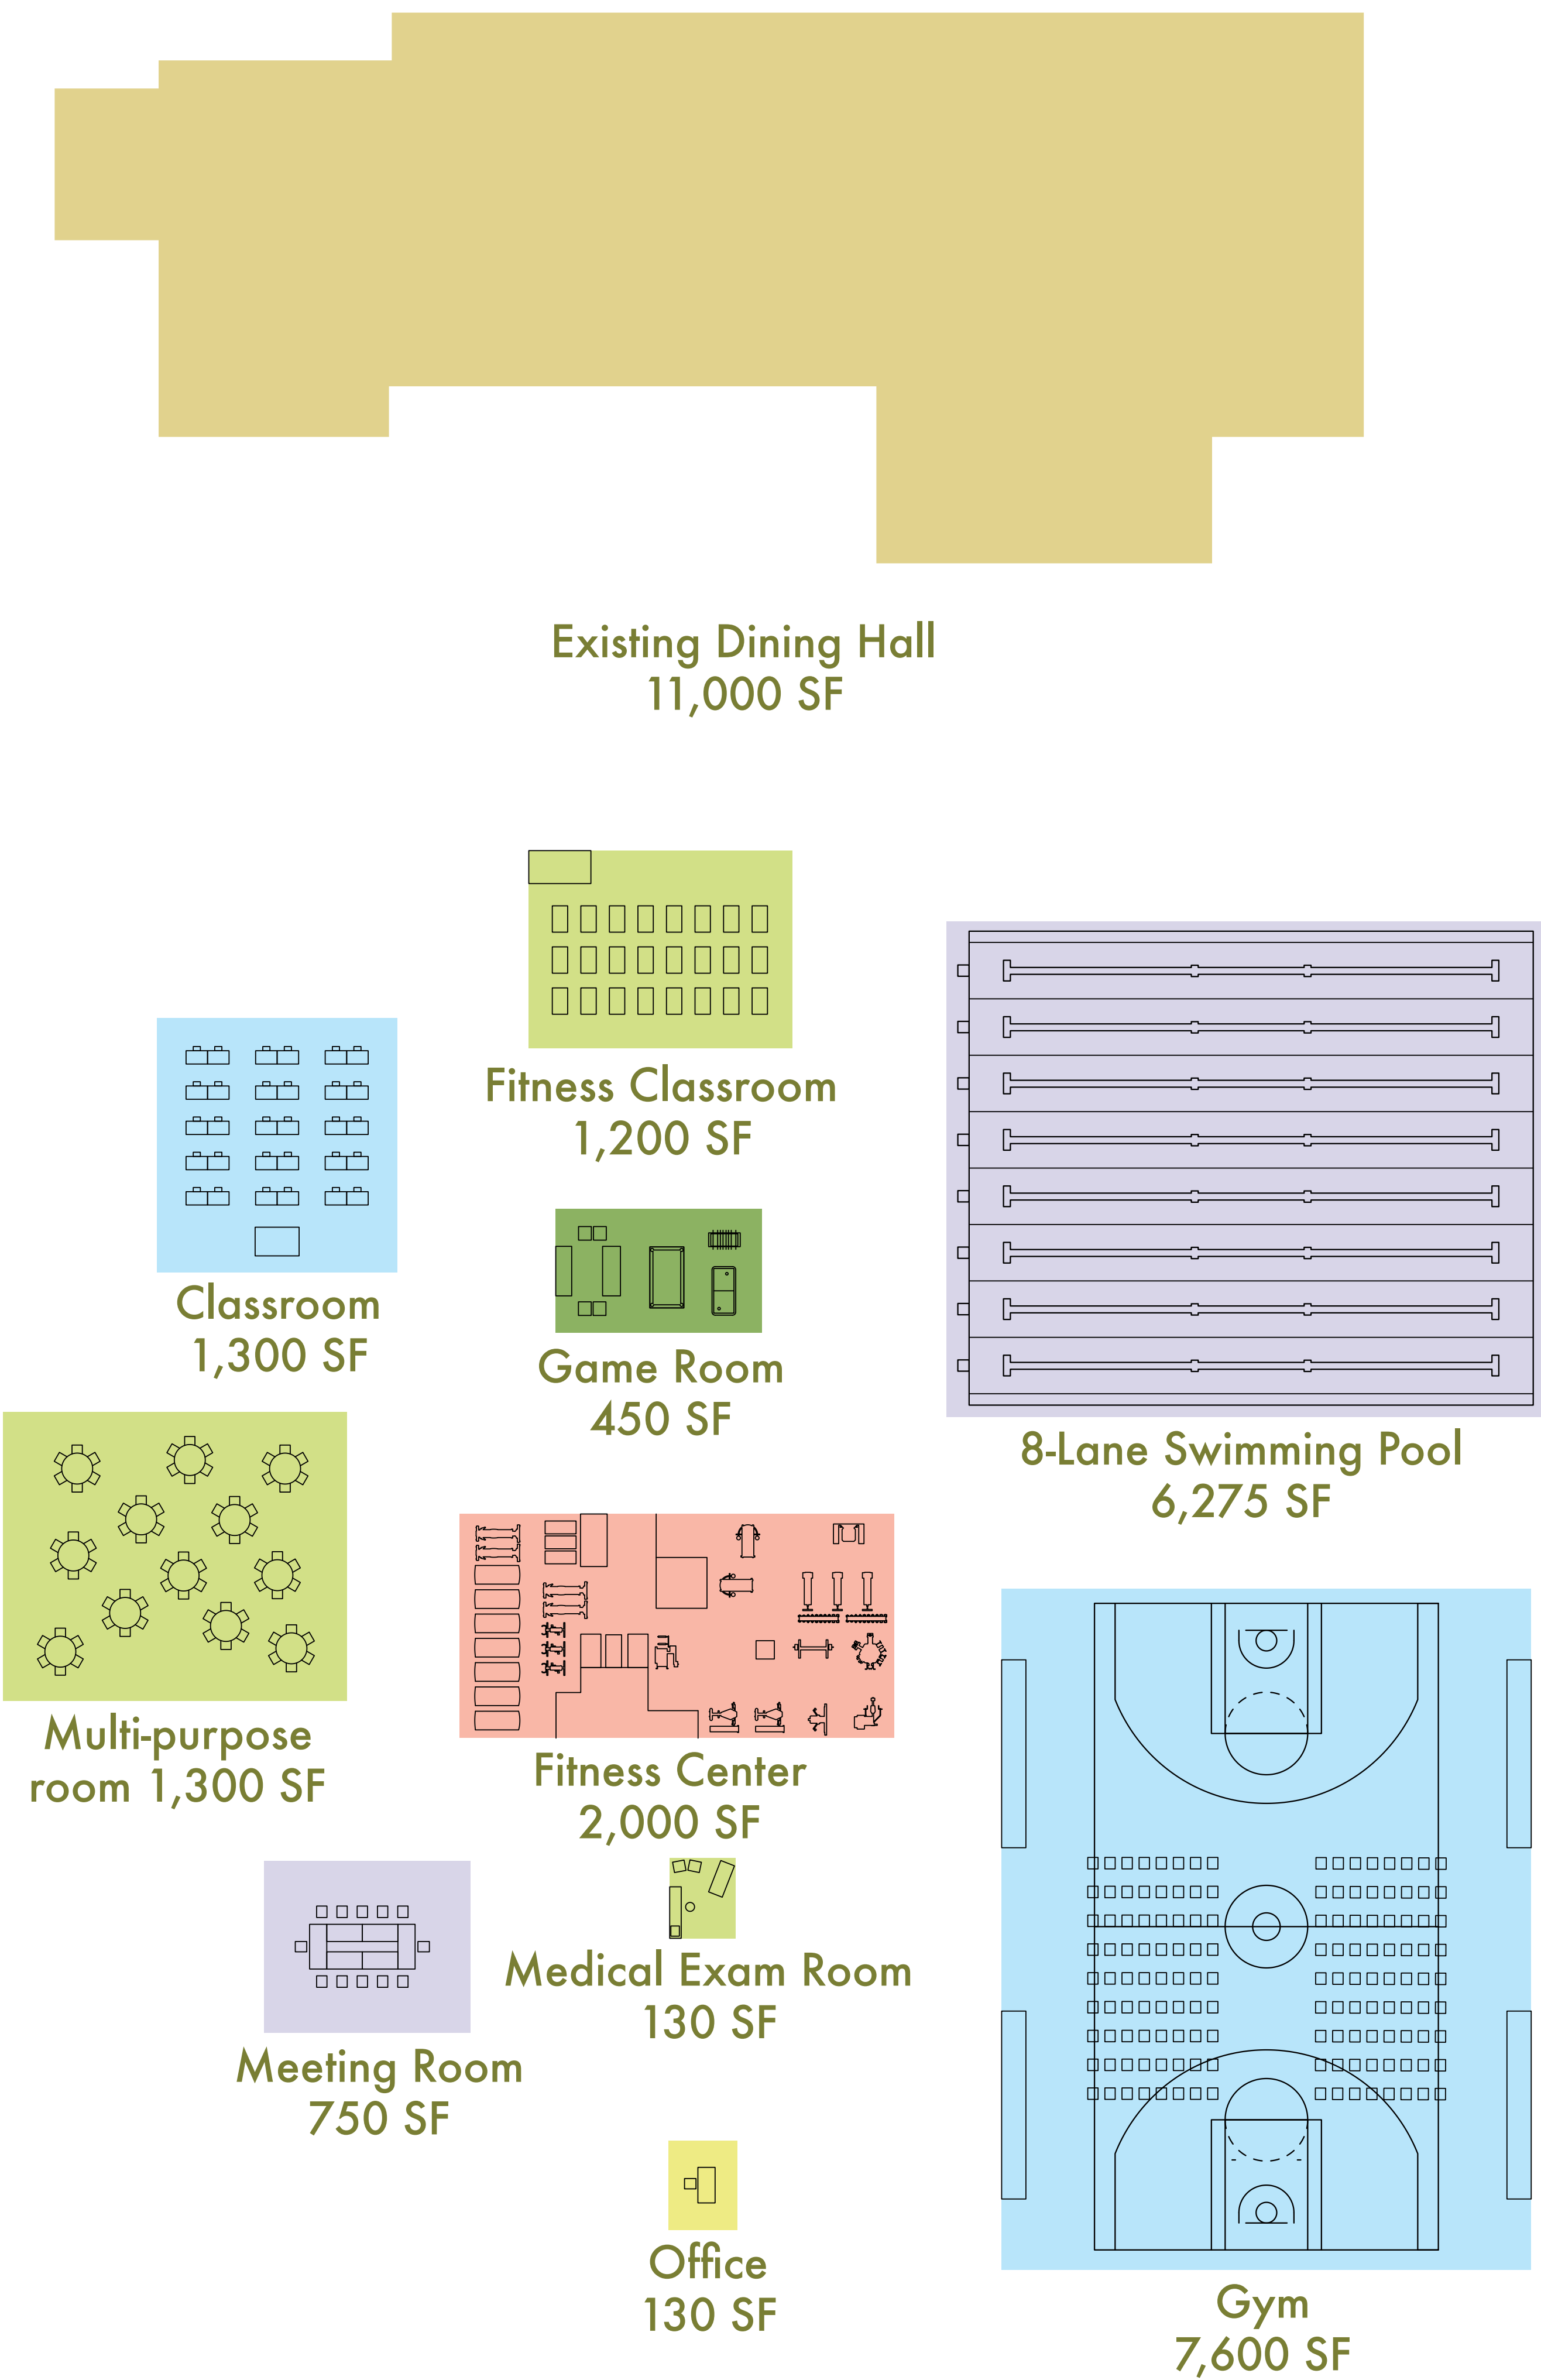 Existing Dining Hall
11,000 SF
Fitness Classroom
1,200 SF
Classroom
1,300 SF
Game Room
450 SF
8-Lane Swimming Pool
6,275 SF
Multi-purpose
room 1,300 SF
Fitness Center
2,000 SF
Medical Exam Room
130 SF
Meeting Room
750 SF
Office
130 SF
Gym
7,600 SF